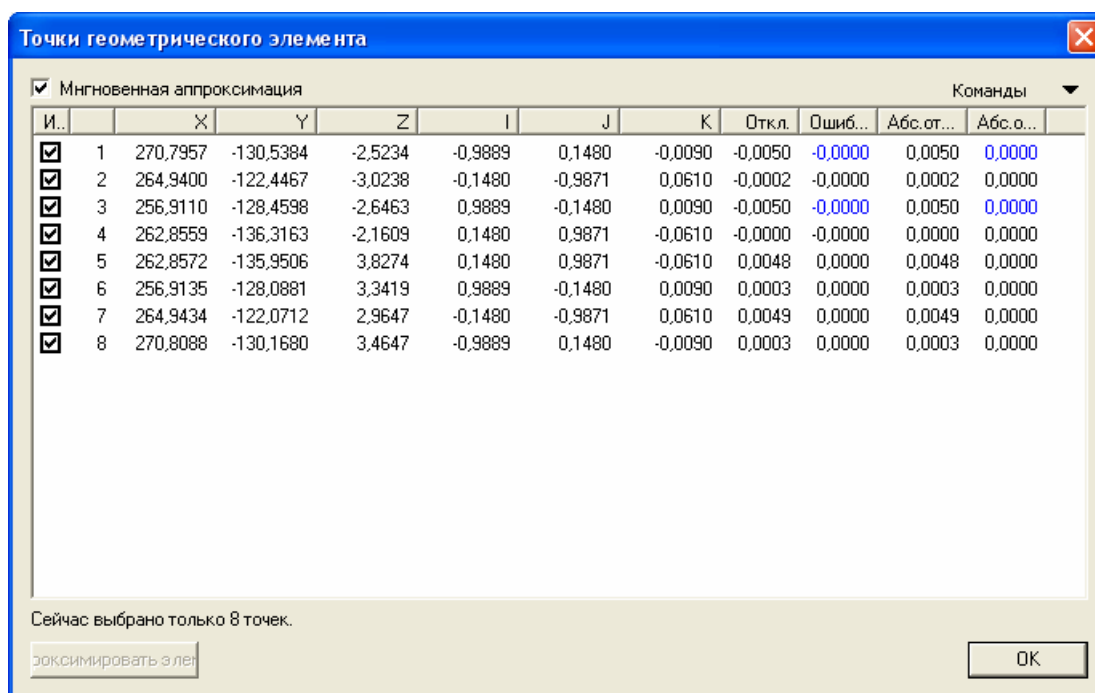 Точки геометрического элемента
Мнгновенная аппроксимация Команды
И.. X Y Z I J K Откл. Ошиб... Абс.от... Абс.о...
1 270,7957 -130,5384 -2,5234 -0,9889 0,1480 -0,0090 -0,0050 -0,0000 0,0050 0,0000
2 264,9400 -122,4467 -3,0238 -0,1480 -0,9871 0,0610 -0,0002 -0,0000 0,0002 0,0000
3 256,9110 -128,4598 -2,6463 0,9889 -0,1480 0,0090 -0,0050 -0,0000 0,0050 0,0000
4 262,8559 -136,3163 -2,1609 0,1480 0,9871 -0,0610 -0,0000 -0,0000 0,0000 0,0000
5 262,8572 -135,9506 3,8274 0,1480 0,9871 -0,0610 0,0048 0,0000 0,0048 0,0000
6 256,9135 -128,0881 3,3419 0,9889 -0,1480 0,0090 0,0003 0,0000 0,0003 0,0000
7 264,9434 -122,0712 2,9647 -0,1480 -0,9871 0,0610 0,0049 0,0000 0,0049 0,0000
8 270,8088 -130,1680 3,4647 -0,9889 0,1480 -0,0090 0,0003 0,0000 0,0003 0,0000
Сейчас выбрано только 8 точек.
роксимировать элем OK